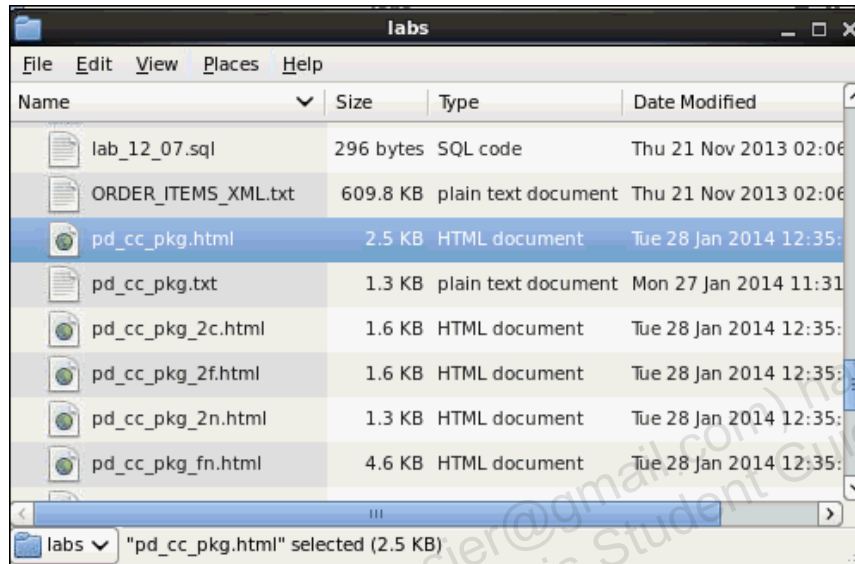 labs
File Edit View Places Help
Name Size Type Date Modified
lab_12_07.sql 296 bytes SQL code Thu 21 Nov 2013 02:06
ORDER_ITEMS_XML.txt 609.8 KB plain text document Thu 21 Nov 2013 02:06
pd_cc_pkg.html 2.5 KB HTML document Tue 28 Jan 2014 12:35:
pd_cc_pkg.txt 1.3 KB plain text document Mon 27 Jan 2014 11:31
pd_cc_pkg_2c.html 1.6 KB HTML document Tue 28 Jan 2014 12:35:
pd_cc_pkg_2f.html 1.6 KB HTML document Tue 28 Jan 2014 12:35:
pd_cc_pkg_2n.html 1.3 KB HTML document Tue 28 Jan 2014 12:35:
pd_cc_pkg_fn.html 4.6 KB HTML document Tue 28 Jan 2014 12:35:
labs "pd_cc_pkg.html" selected (2.5 KB)
sier@gmail.com) ha
s Student Gui